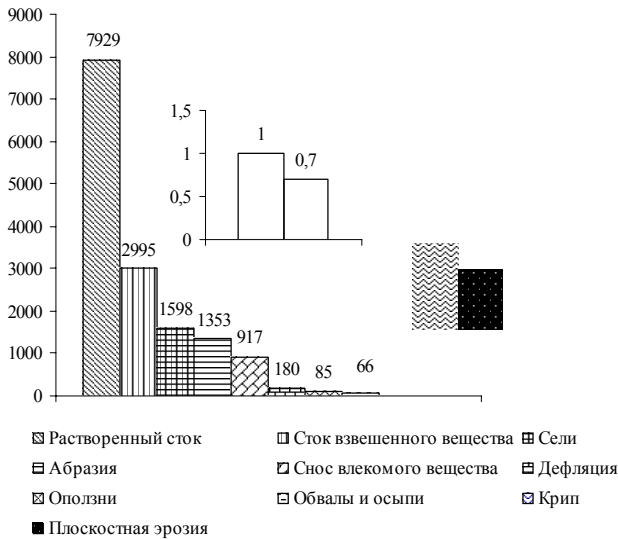 9000
8000
7000
6000
5000
4000
3000
2000
1000
0
7929
2995
1598
1353
917
180
85
66
1,5
1
0,5
0
1
0,7
Растворенный сток
Сток взвешенного вещества
Сели
Абразия
Снос влекомого вещества
Дефляция
Оползни
Обвалы и осыпи
Крип
Плоскостная эрозия